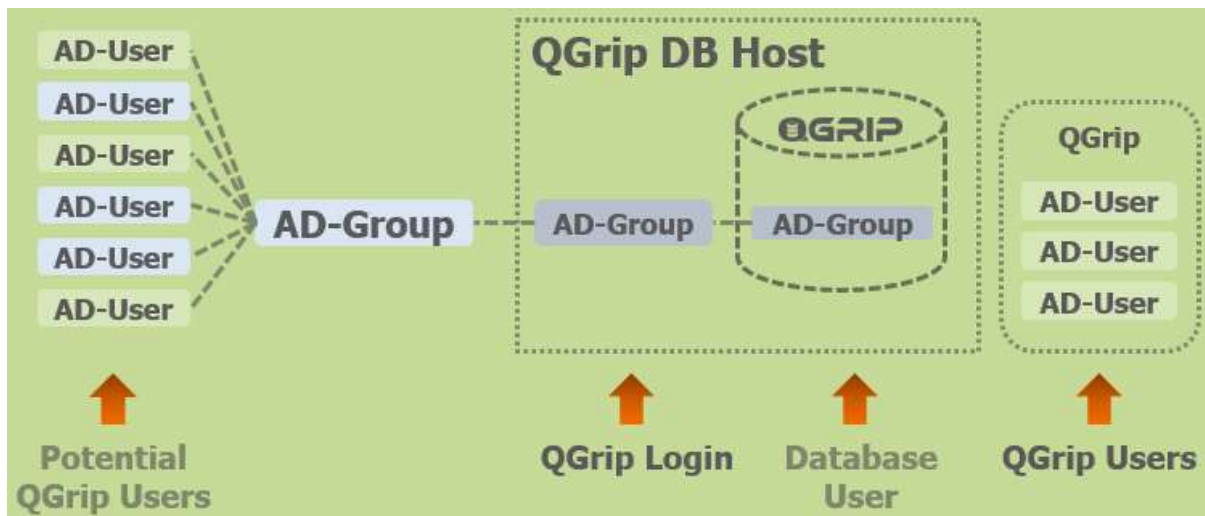 AD-User
AD-User
AD-User
AD-User
AD-User
AD-User
AD-Group
QGrip DB Host
QGRIP
AD-Group
AD-Group
QGrip
AD-User
AD-User
AD-User
Potential
QGrip Users
QGrip Login
Database
User
QGrip Users